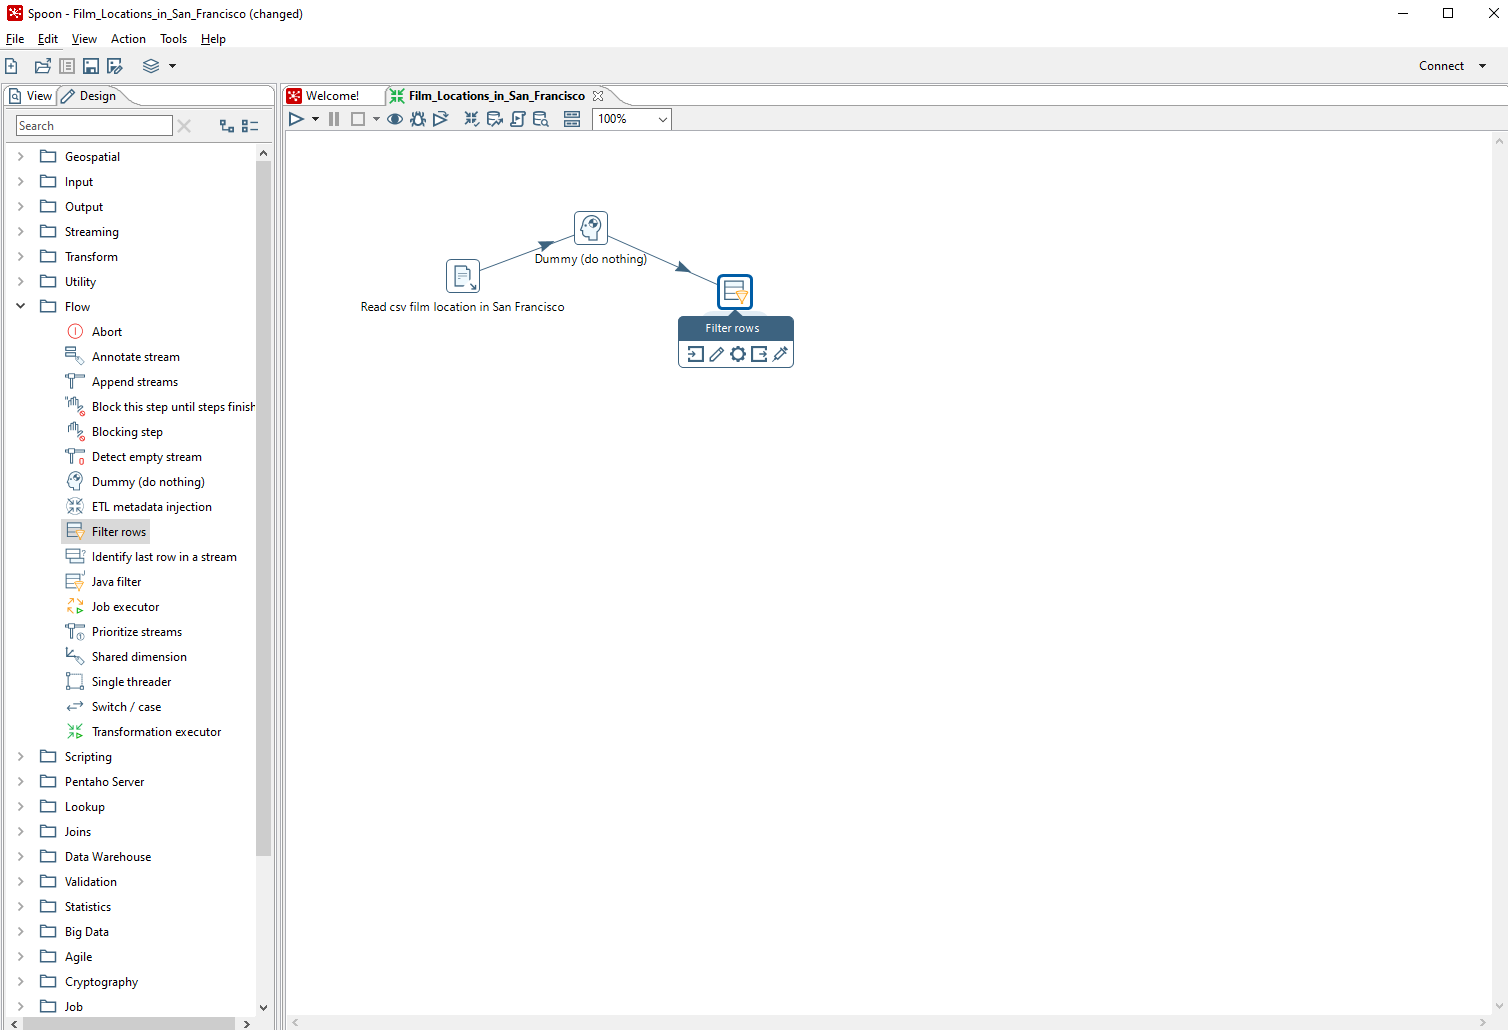 Spoon - Film_Locations_in_San_Francisco (changed)
File Edit View Action Tools Help
Connect
View Design
Welcome! Film_Locations_in_San_Francisco
Search
100%
Geospatial
Input
Output
Streaming
Transform
Utility
Flow
Abort
Annotate stream
Append streams
Block this step until steps finish
Blocking step
Detect empty stream
Dummy (do nothing)
ETL metadata injection
Filter rows
Identify last row in a stream
Java filter
Job executor
Prioritize streams
Shared dimension
Single threader
Switch / case
Transformation executor
Scripting
Pentaho Server
Lookup
Joins
Data Warehouse
Validation
Statistics
Big Data
Agile
Cryptography
Job
Dummy (do nothing)
Read csv film location in San Francisco
Filter rows